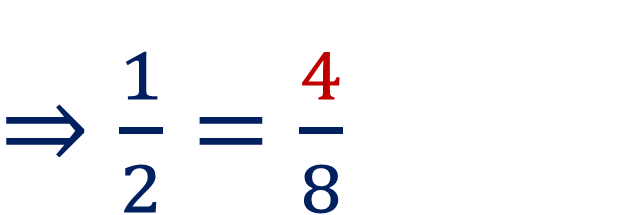 ⇒ 1/2 = 4/8